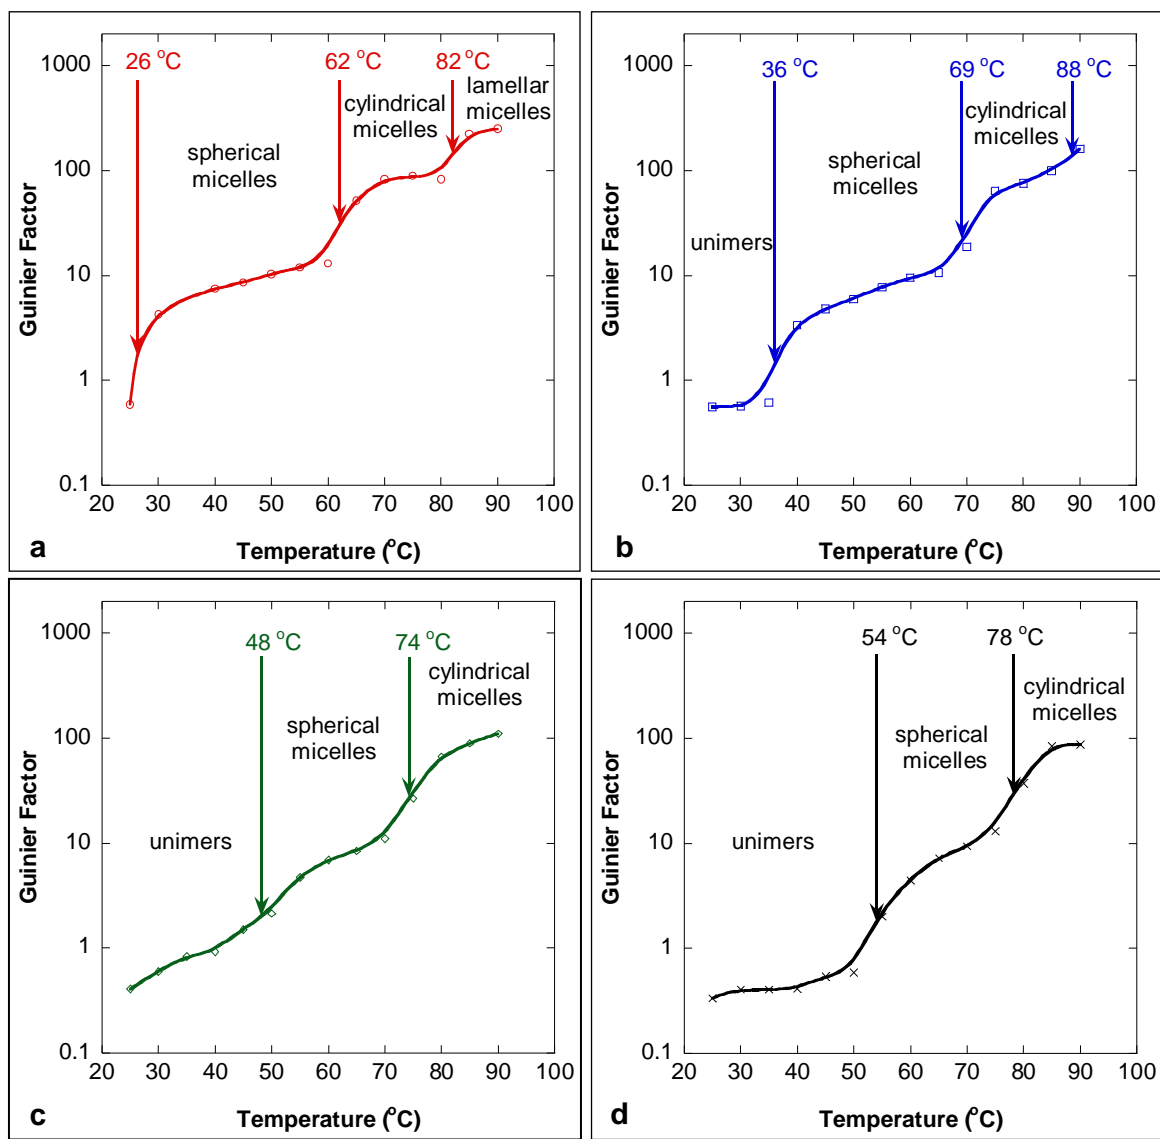 26 °C
62 °C
82 °C
lamellar
micelles
cylindrical
micelles
spherical
micelles
1000
100
10
1
0.1
Guinier Factor
20 30 40 50 60 70 80 90 100
Temperature (°C)
a
36 °C
69 °C
88 °C
cylindrical
micelles
spherical
micelles
unimers
1000
100
10
1
0.1
Guinier Factor
20 30 40 50 60 70 80 90 100
Temperature (°C)
b
48 °C
74 °C
cylindrical
micelles
spherical
micelles
unimers
1000
100
10
1
0.1
Guinier Factor
20 30 40 50 60 70 80 90 100
Temperature (°C)
c
54 °C
78 °C
cylindrical
micelles
spherical
micelles
unimers
1000
100
10
1
0.1
Guinier Factor
20 30 40 50 60 70 80 90 100
Temperature (°C)
d